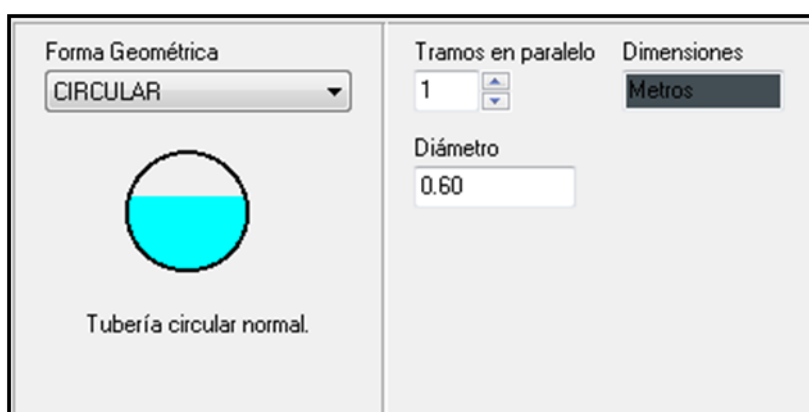 Forma Geométrica
CIRCULAR
Tubería circular normal.
Tramos en paralelo
1
Dimensiones
Metros
Diámetro
0.60